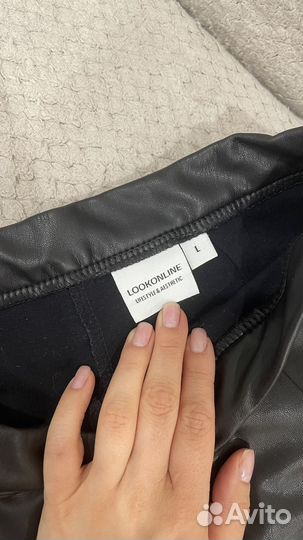 LOOKONLINE
LIFESTYLE & AESTHETIC
L
Avito